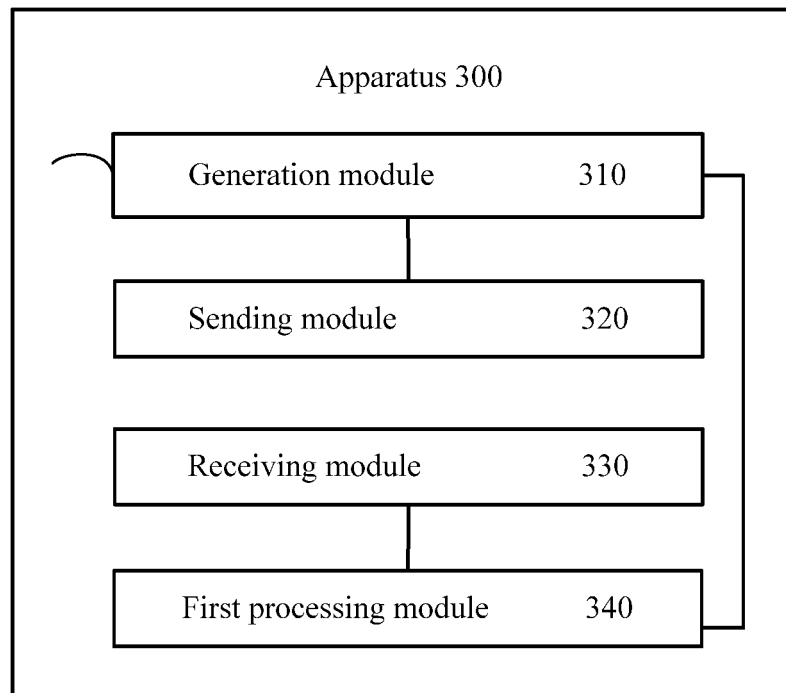 Apparatus 300
Generation module 310
Sending module 320
Receiving module 330
First processing module 340